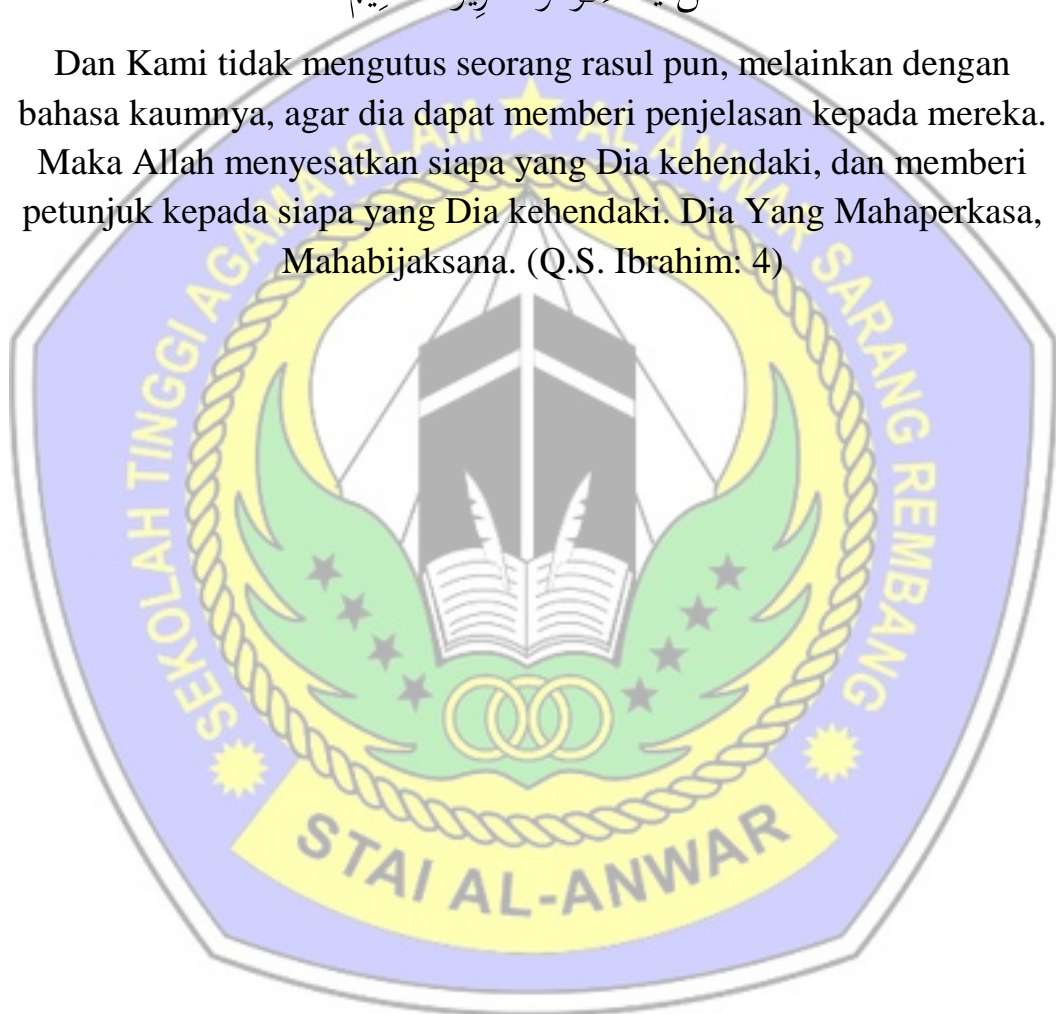 Dan Kami tidak mengutus seorang rasul pun, melainkan dengan
bahasa kaumnya, agar dia dapat memberi penjelasan kepada mereka.
Maka Allah menyesatkan siapa yang Dia kehendaki, dan memberi
petunjuk kepada siapa yang Dia kehendaki. Dia Yang Mahaperkasa,
Mahabijaksana. (Q.S. Ibrahim: 4)
SEKOLAH TINGGI AGAMA ISLAM AL ANWAR SARANG REMBANG
STAI AL-ANWAR